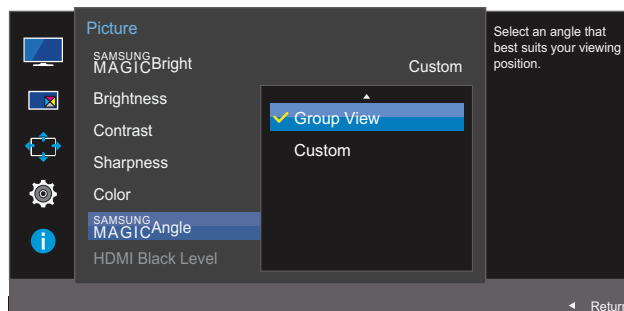 Picture
SAMSUNG
MAGICBright Custom
Brightness
Contrast
Sharpness
Color
SAMSUNG
MAGICAngle
HDMI Black Level
Group View
Custom
Select an angle that
best suits your viewing
position.
Return